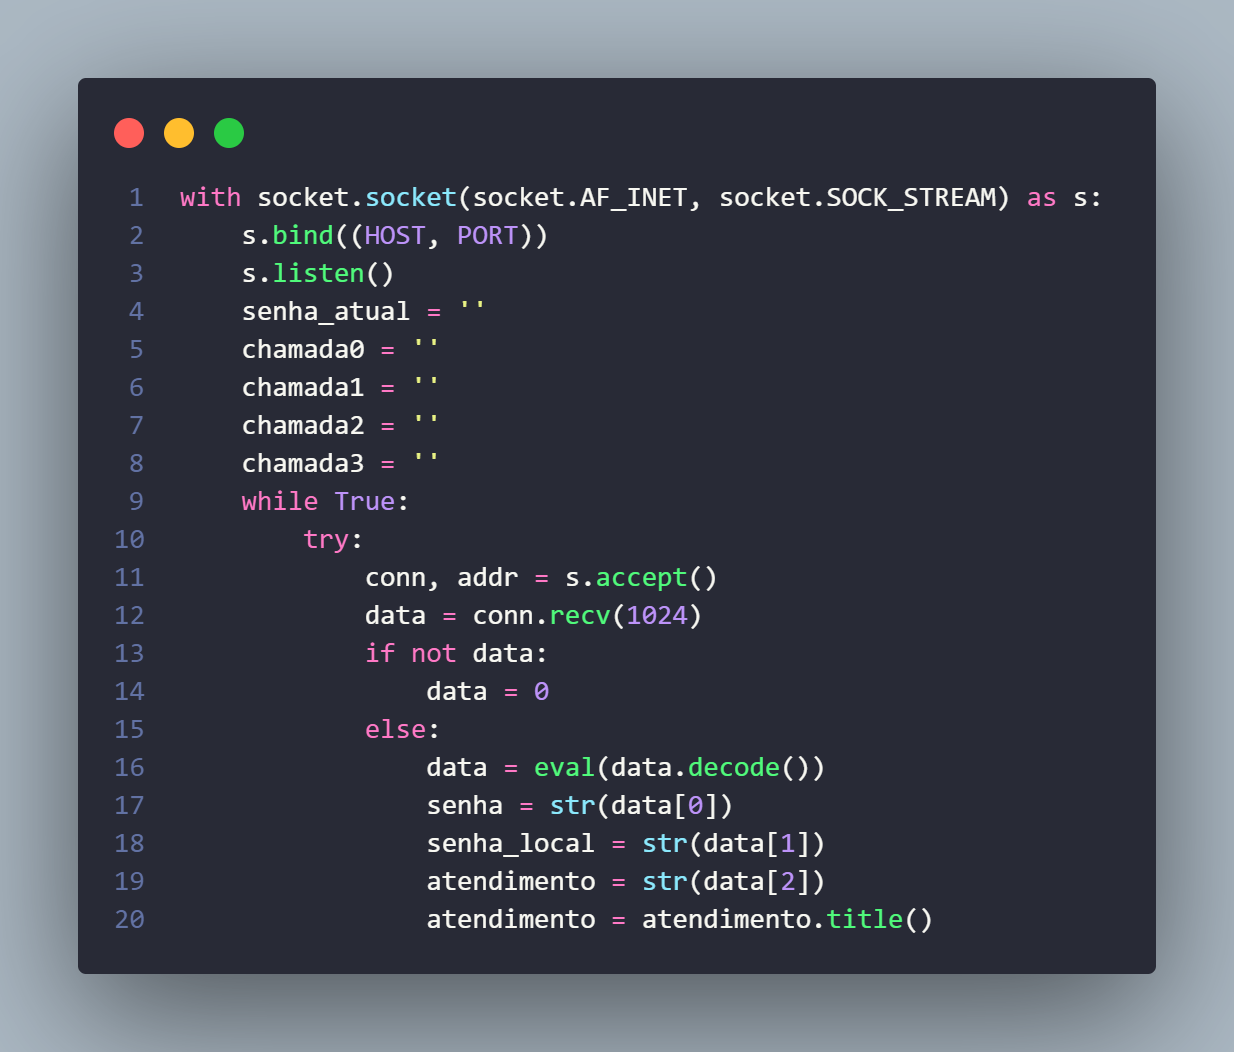 1 with socket.socket(socket.AF_INET, socket.SOCK_STREAM) as s:
2     s.bind((HOST, PORT))
3     s.listen()
4     senha_atual = ''
5     chamada0 = ''
6     chamada1 = ''
7     chamada2 = ''
8     chamada3 = ''
9     while True:
10         try:
11             conn, addr = s.accept()
12             data = conn.recv(1024)
13             if not data:
14                 data = 0
15             else:
16                 data = eval(data.decode())
17                 senha = str(data[0])
18                 senha_local = str(data[1])
19                 atendimento = str(data[2])
20                 atendimento = atendimento.title()